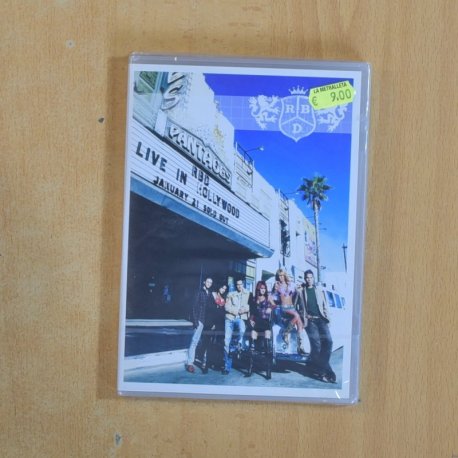 LA METRALLETA
€ 9.00
R B
D
PANTAGES
RBD
LIVE IN HOLLYWOOD
JANUARY 21 SOLD OUT